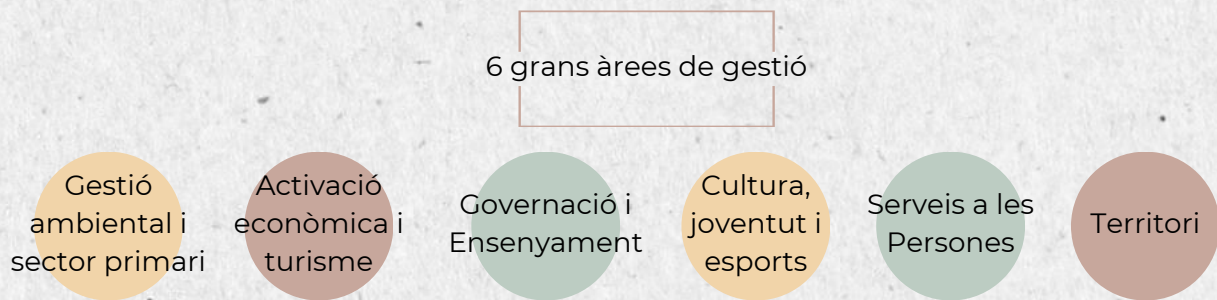 6 grans àrees de gestió
Gestió
ambiental i
sector primari
Activació
econòmica i
turisme
Governació i
Ensenyament
Cultura,
joventut i
esports
Serveis a les
Persones
Territori